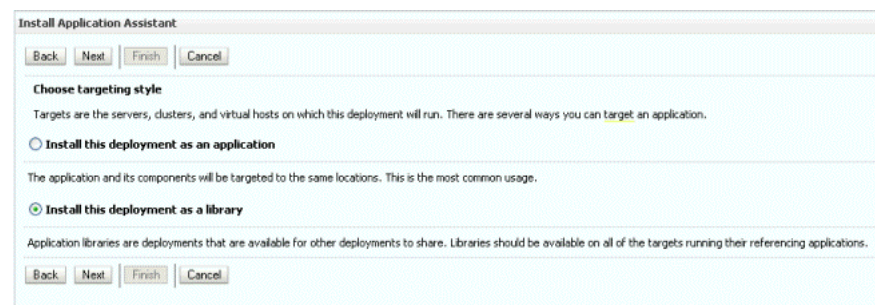 Install Application Assistant
Back Next Finish Cancel
Choose targeting style
Targets are the servers, clusters, and virtual hosts on which this deployment will run. There are several ways you can target an application.
Install this deployment as an application
The application and its components will be targeted to the same locations. This is the most common usage.
Install this deployment as a library
Application libraries are deployments that are available for other deployments to share. Libraries should be available on all of the targets running their referencing applications.
Back Next Finish Cancel